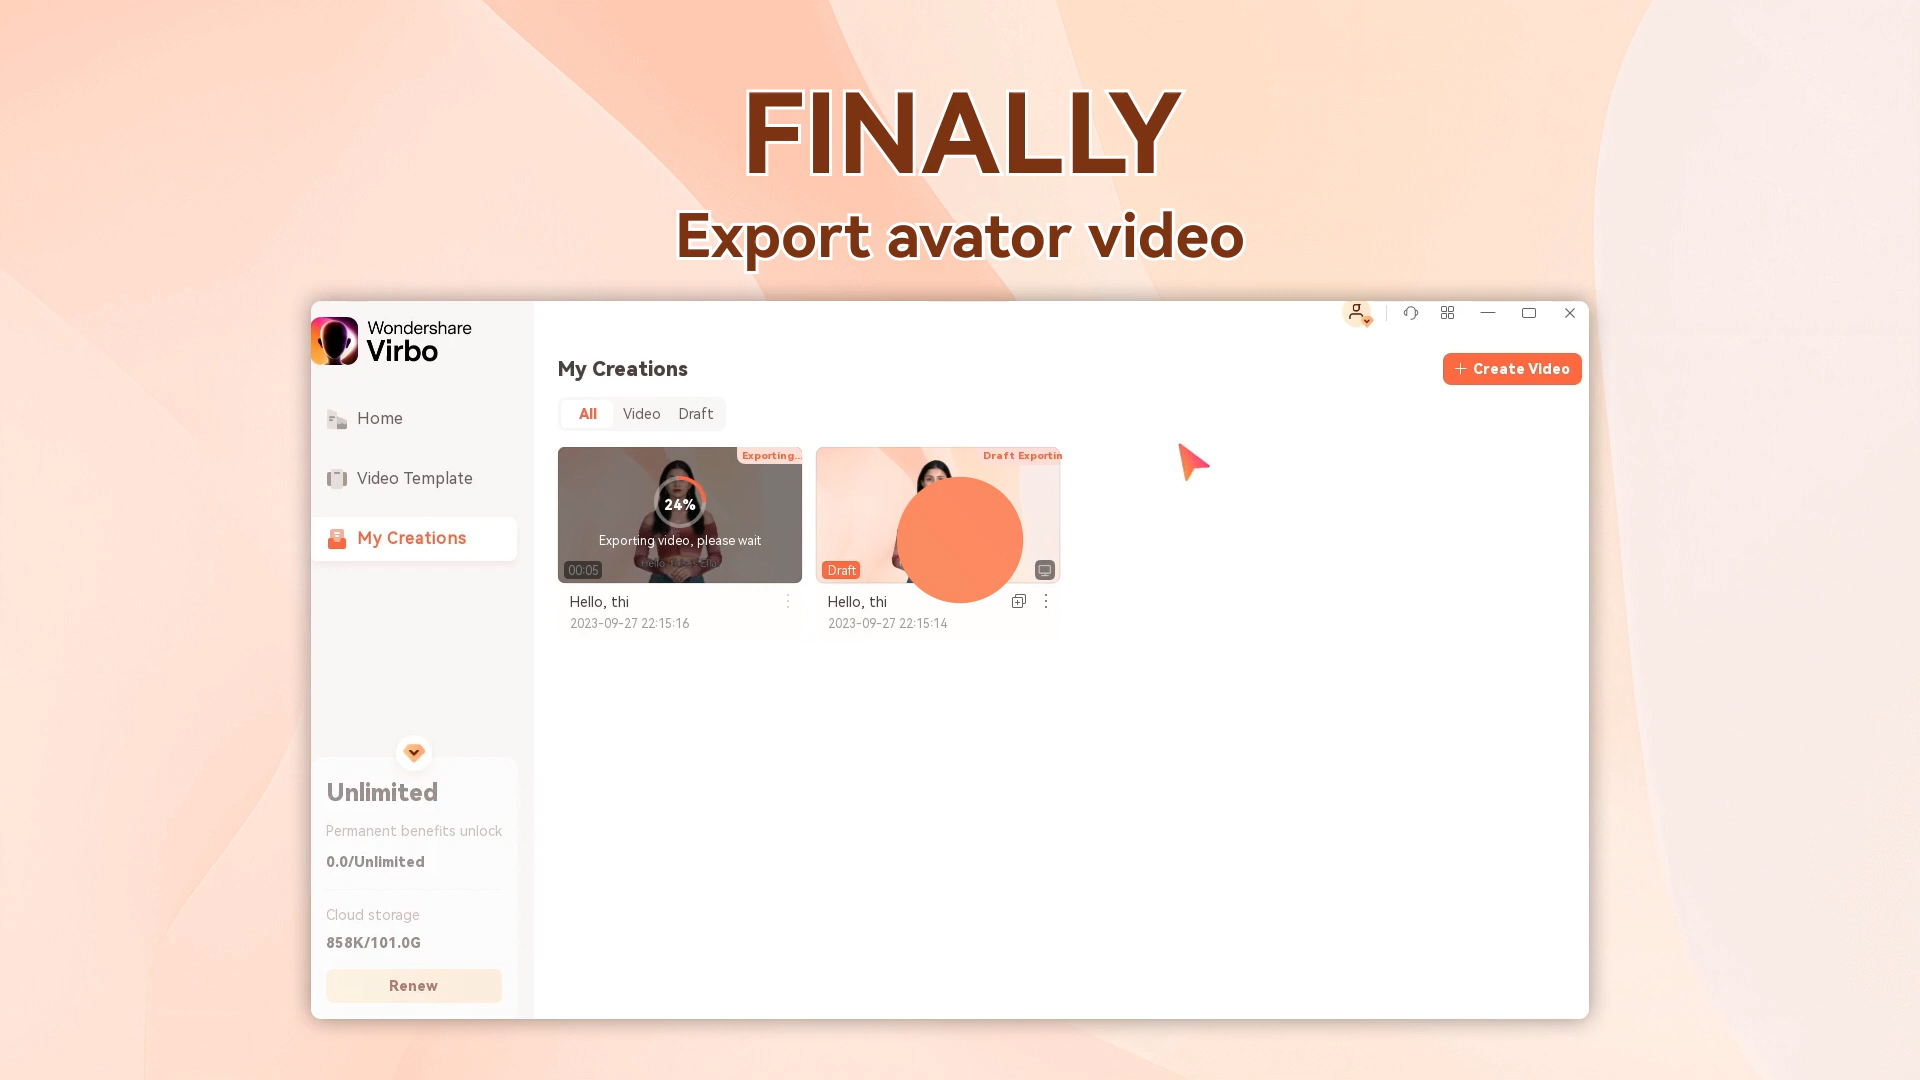 FINALLY
Export avator video
Wondershare
Virbo
Home
Video Template
My Creations
Unlimited
Permanent benefits unlock
0.0/Unlimited
Cloud storage
858K/101.0G
Renew
My Creations
+ Create Video
All Video Draft
Exporting...
24%
Exporting video, please wait
00:05
Hello, thi
2023-09-27 22:15:16
Draft Exportin
Draft
Hello, thi
2023-09-27 22:15:14